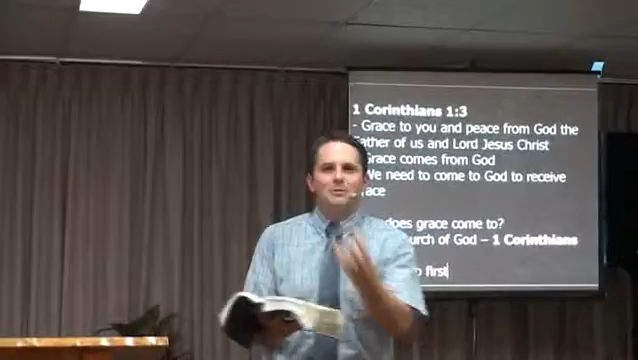 1 Corinthians 1:3
- Grace to you and peace from God the
Father of us and Lord Jesus Christ
Grace comes from God
We need to come to God to receive
does grace come to?
of God – 1 Corinthians
first